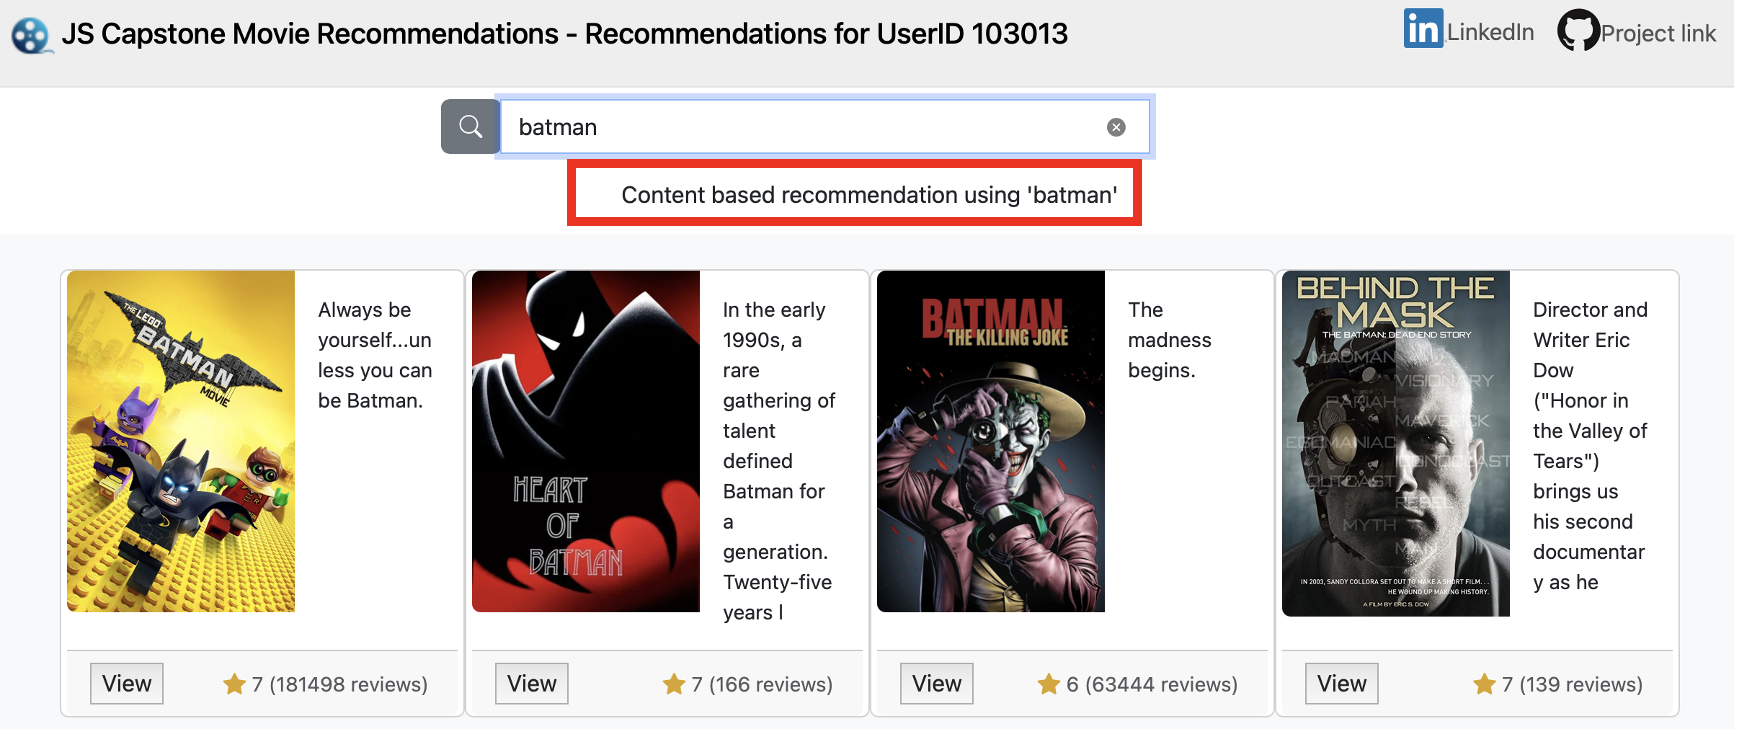 JS Capstone Movie Recommendations - Recommendations for UserID 103013
LinkedIn
Project link
batman
Content based recommendation using 'batman'
THE LEGO
BATMAN
MOVIE
Always be
yourself...un
less you can
be Batman.
View
7 (181498 reviews)
HEART
OF
BATMAN
In the early
1990s, a
rare
gathering of
talent
defined
Batman for
a
generation.
Twenty-five
years l
View
7 (166 reviews)
BATMAN
THE KILLING JOKE
The
madness
begins.
View
6 (63444 reviews)
BEHIND THE
MASK
THE BATMAN: DEAD END STORY
MADMAN
VISIONARY
PARIAH
MAVERICK
EGOMANIAC
ICONOCLAST
OUTCAST
REBEL
MYTH
MAN
IN 2003, SANDY COLLORA SET OUT TO MAKE A SHORT FILM. . .
HE WOUND UP MAKING HISTORY.
A FILM BY ERIC S. DOW
Director and
Writer Eric
Dow
("Honor in
the Valley of
Tears")
brings us
his second
documentar
y as he
View
7 (139 reviews)